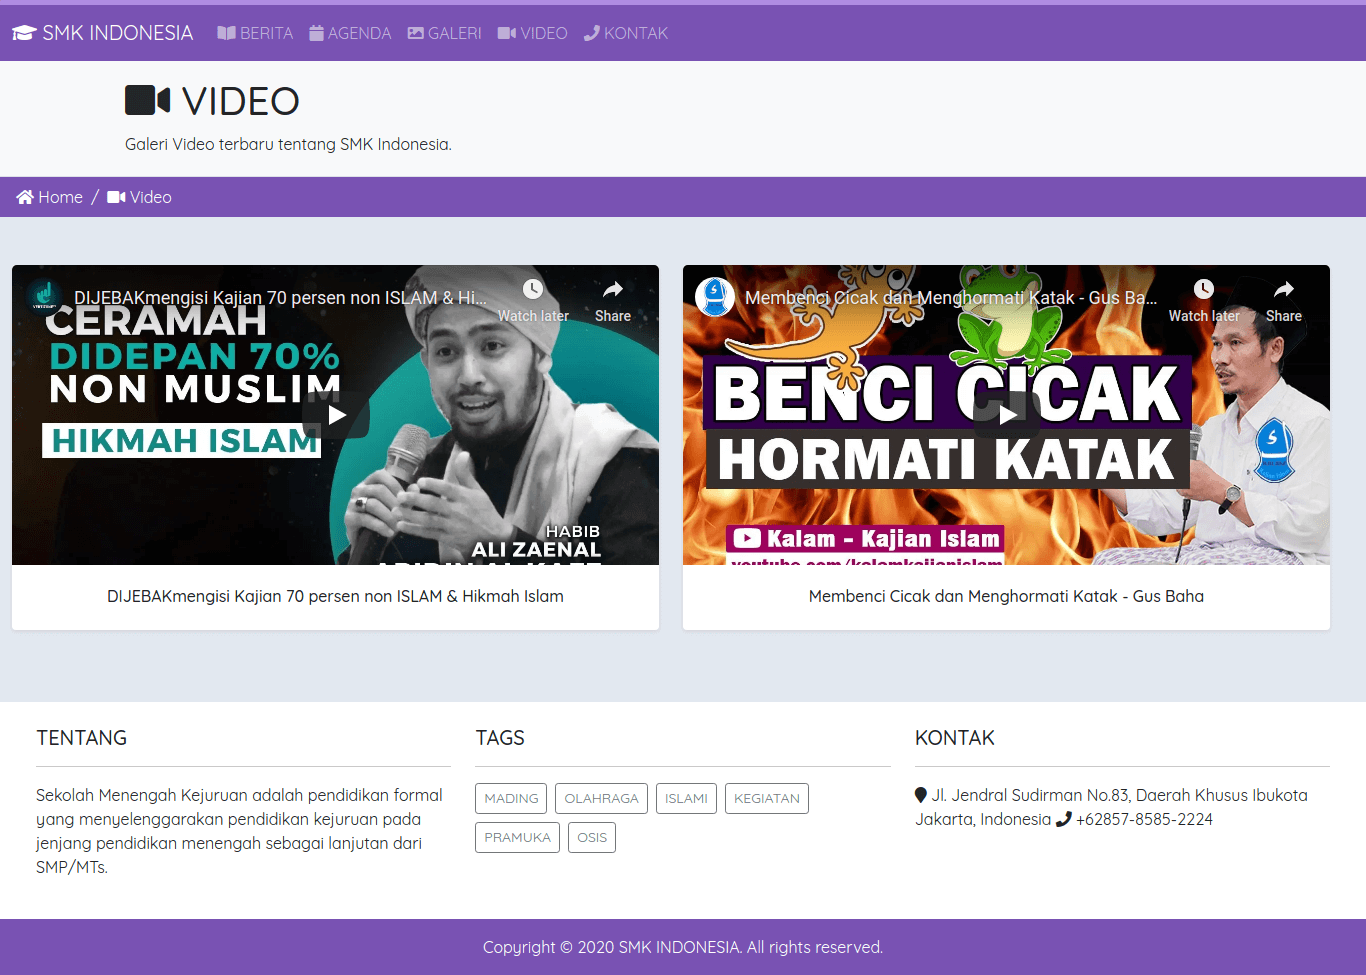 SMK INDONESIA BERITA AGENDA GALERI VIDEO KONTAK
VIDEO
Galeri Video terbaru tentang SMK Indonesia.
Home / Video
DIJEBAKmengisi Kajian 70 persen non ISLAM & Hi...
Watch later Share
CERAMAH
DIDEPAN 70%
NON MUSLIM
HIKMAH ISLAM
HABIB
ALI ZAENAL
DIJEBAKmengisi Kajian 70 persen non ISLAM & Hikmah Islam
Membenci Cicak dan Menghormati Katak - Gus Ba...
Watch later Share
BENCI CICAK
HORMATI KATAK
Kalam - Kajian Islam
youtube.com/kalamkajianislam
Membenci Cicak dan Menghormati Katak - Gus Baha
TENTANG
Sekolah Menengah Kejuruan adalah pendidikan formal
yang menyelenggarakan pendidikan kejuruan pada
jenjang pendidikan menengah sebagai lanjutan dari
SMP/MTs.
TAGS
MADING OLAHRAGA ISLAMI KEGIATAN
PRAMUKA OSIS
KONTAK
Jl. Jendral Sudirman No.83, Daerah Khusus Ibukota
Jakarta, Indonesia +62857-8585-2224
Copyright © 2020 SMK INDONESIA. All rights reserved.